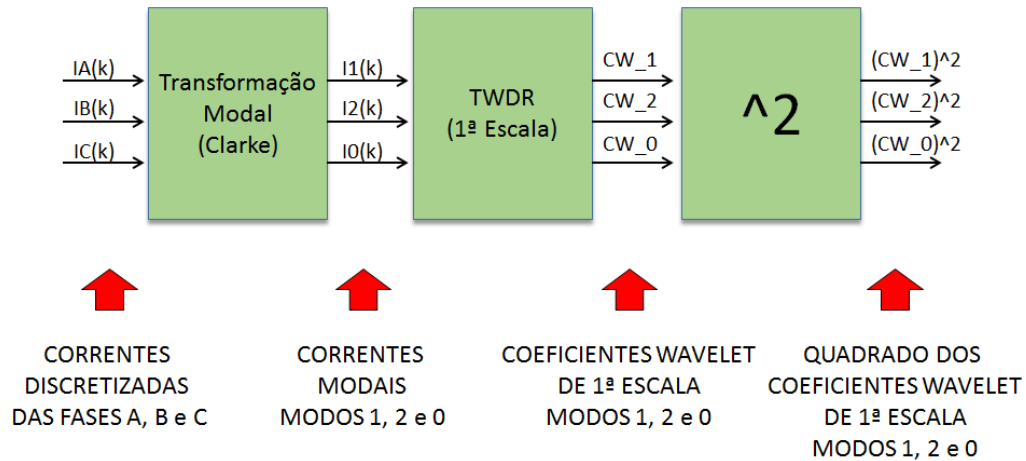 IA(k)
IB(k)
IC(k)
Transformação
Modal
(Clarke)
I1(k)
I2(k)
I0(k)
TWDR
(1ª Escala)
CW_1
CW_2
CW_0
^2
(CW_1)^2
(CW_2)^2
(CW_0)^2
CORRENTES
DISCRETIZADAS
DAS FASES A, B e C
CORRENTES
MODAIS
MODOS 1, 2 e 0
COEFICIENTES WAVELET
DE 1ª ESCALA
MODOS 1, 2 e 0
QUADRADO DOS
COEFICIENTES WAVELET
DE 1ª ESCALA
MODOS 1, 2 e 0